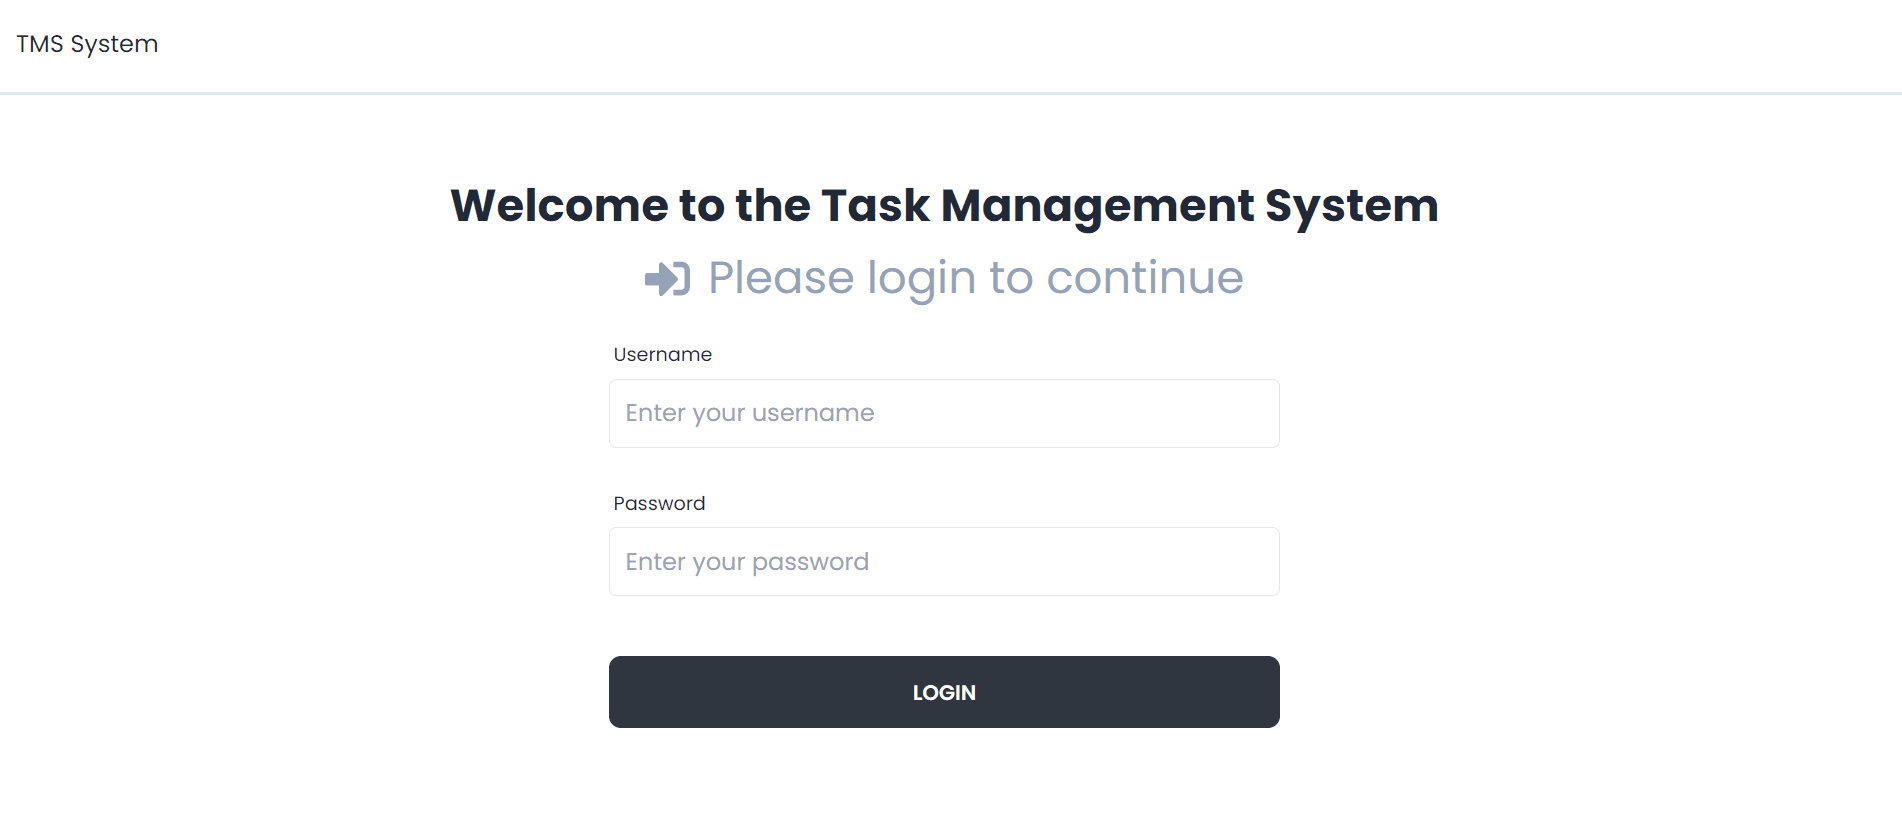 TMS System
Welcome to the Task Management System
Please login to continue
Username
Enter your username
Password
Enter your password
LOGIN